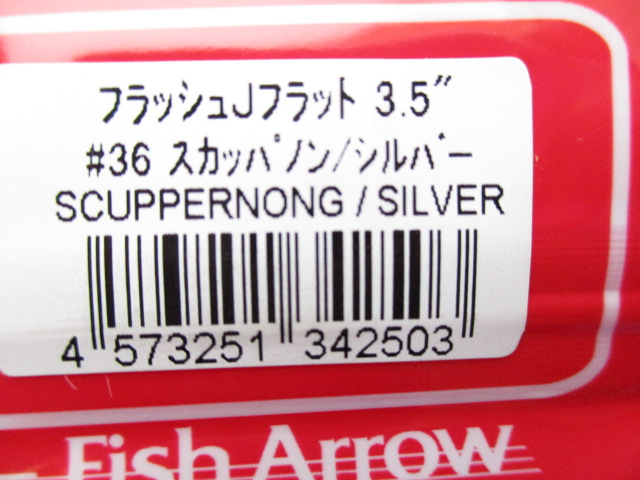 フラッシュJフラット 3.5"
#36 スカッパノン/シルバー
SCUPPERNONG / SILVER
4 573251 342503
Fish Arrow